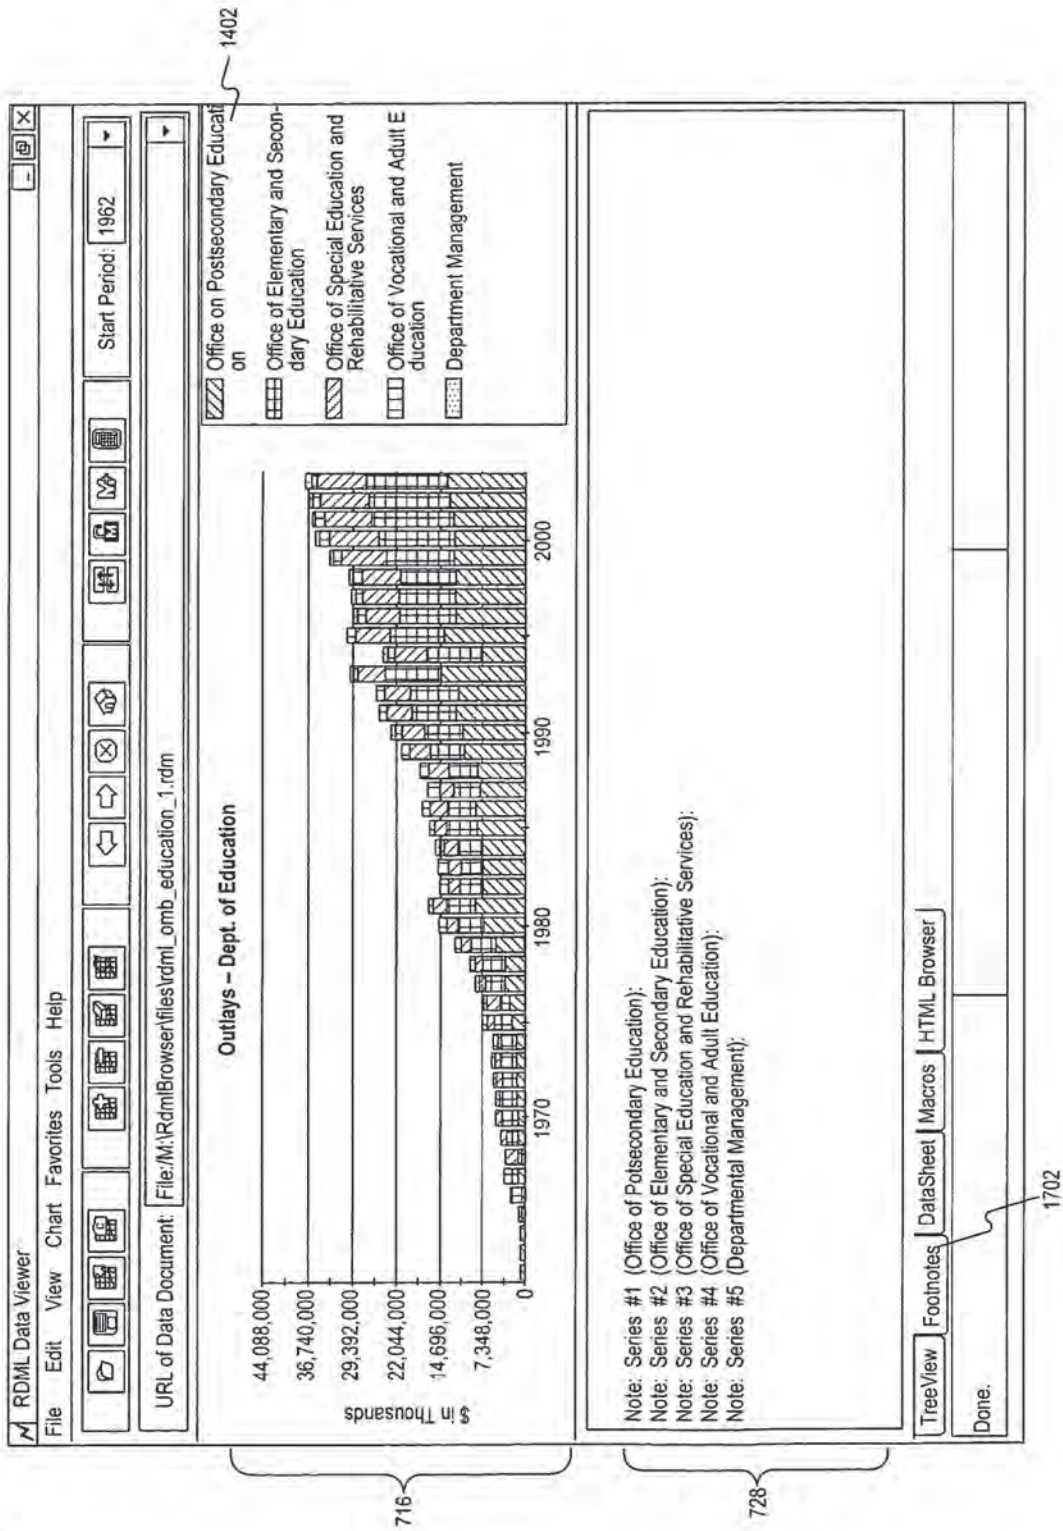 RDML Data Viewer
File Edit View Chart Favorites Tools Help
Start Period: 1962
URL of Data Document: File:/M:\RdmlBrowser\files\rdml_omb_education_1.rdm
Outlays – Dept. of Education
$ in Thousands
44,088,000
36,740,000
29,392,000
22,044,000
14,696,000
7,348,000
0
1970 1980 1990 2000
Office on Postsecondary Educati
on
Office of Elementary and Secon-
dary Education
Office of Special Education and
Rehabilitative Services
Office of Vocational and Adult E
ducation
Department Management
1402
716
Note: Series #1 (Office of Potsecondary Education):
Note: Series #2 (Office of Elementary and Secondary Education):
Note: Series #3 (Office of Special Education and Rehabilitative Services):
Note: Series #4 (Office of Vocational and Adult Education):
Note: Series #5 (Departmental Management):
728
TreeView Footnotes DataSheet Macros HTML Browser
1702
Done.